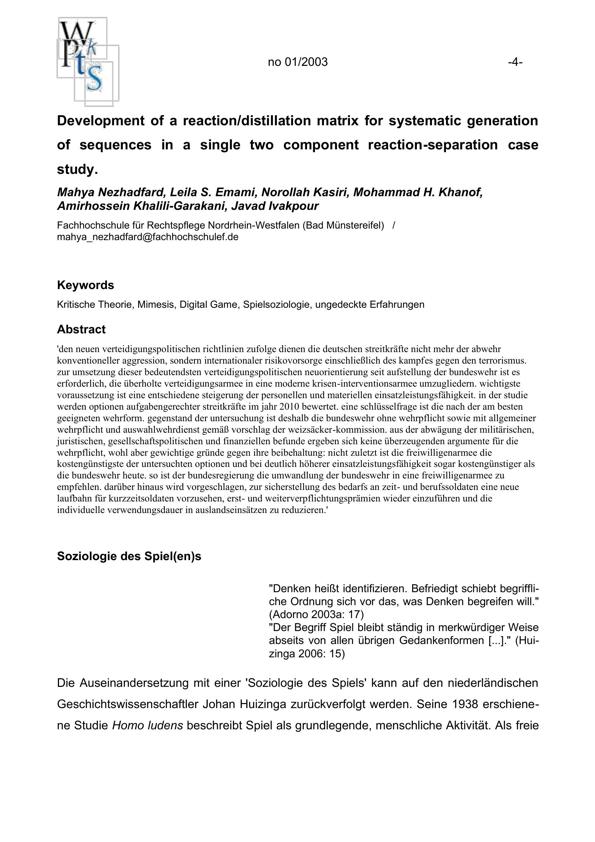 W
Pkt
tS
no 01/2003 -4-
Development of a reaction/distillation matrix for systematic generation
of sequences in a single two component reaction-separation case
study.
Mahya Nezhadfard, Leila S. Emami, Norollah Kasiri, Mohammad H. Khanof,
Amirhossein Khalili-Garakani, Javad Ivakpour
Fachhochschule für Rechtspflege Nordrhein-Westfalen (Bad Münstereifel) /
mahya_nezhadfard@fachhochschulef.de
Keywords
Kritische Theorie, Mimesis, Digital Game, Spielsoziologie, ungedeckte Erfahrungen
Abstract
'den neuen verteidigungspolitischen richtlinien zufolge dienen die deutschen streitkräfte nicht mehr der abwehr
konventioneller aggression, sondern internationaler risikovorsorge einschließlich des kampfes gegen den terrorismus.
zur umsetzung dieser bedeutendsten verteidigungspolitischen neuorientierung seit aufstellung der bundeswehr ist es
erforderlich, die überholte verteidigungsarmee in eine moderne krisen-interventionsarmee umzugliedern. wichtigste
voraussetzung ist eine entschiedene steigerung der personellen und materiellen einsatzleistungsfähigkeit. in der studie
werden optionen aufgabengerechter streitkräfte im jahr 2010 bewertet. eine schlüsselfrage ist die nach der am besten
geeigneten wehrform. gegenstand der untersuchung ist deshalb die bundeswehr ohne wehrpflicht sowie mit allgemeiner
wehrpflicht und auswahlwehrdienst gemäß vorschlag der weizsäcker-kommission. aus der abwägung der militärischen,
juristischen, gesellschaftspolitischen und finanziellen befunde ergeben sich keine überzeugenden argumente für die
wehrpflicht, wohl aber gewichtige gründe gegen ihre beibehaltung: nicht zuletzt ist die freiwilligenarmee die
kostengünstigste der untersuchten optionen und bei deutlich höherer einsatzleistungsfähigkeit sogar kostengünstiger als
die bundeswehr heute. so ist der bundesregierung die umwandlung der bundeswehr in eine freiwilligenarmee zu
empfehlen. darüber hinaus wird vorgeschlagen, zur sicherstellung des bedarfs an zeit- und berufssoldaten eine neue
laufbahn für kurzzeitsoldaten vorzusehen, erst- und weiterverpflichtungsprämien wieder einzuführen und die
individuelle verwendungsdauer in auslandseinsätzen zu reduzieren.'
Soziologie des Spiel(en)s
"Denken heißt identifizieren. Befriedigt schiebt begriffli-
che Ordnung sich vor das, was Denken begreifen will."
(Adorno 2003a: 17)
"Der Begriff Spiel bleibt ständig in merkwürdiger Weise
abseits von allen übrigen Gedankenformen [...]." (Hui-
zinga 2006: 15)
Die Auseinandersetzung mit einer 'Soziologie des Spiels' kann auf den niederländischen
Geschichtswissenschaftler Johan Huizinga zurückverfolgt werden. Seine 1938 erschiene-
ne Studie Homo ludens beschreibt Spiel als grundlegende, menschliche Aktivität. Als freie